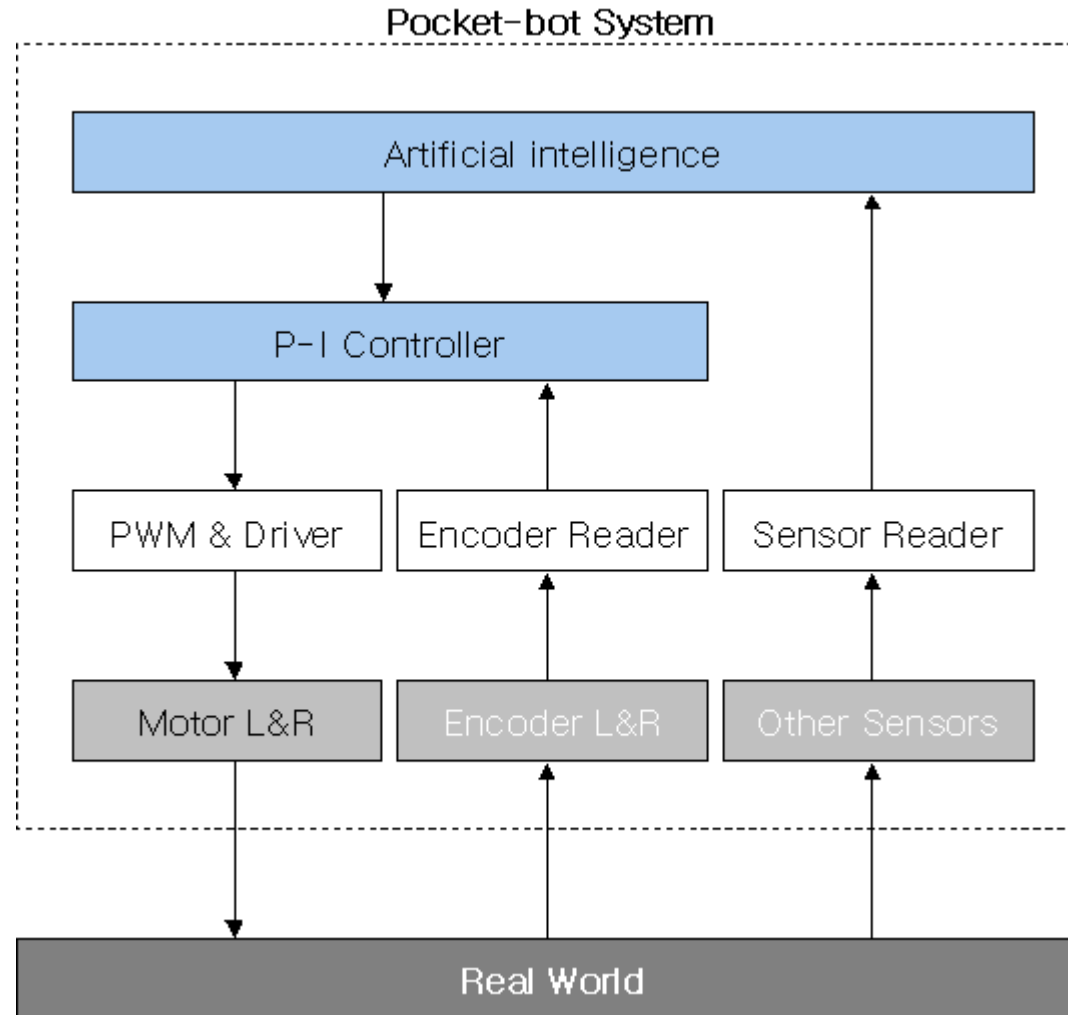 Pocket-bot System
Artificial intelligence
P-I Controller
PWM & Driver
Encoder Reader
Sensor Reader
Motor L&R
Encoder L&R
Other Sensors
Real World